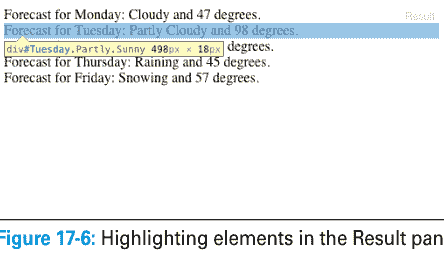 Forecast for Monday: Cloudy and 47 degrees.
Result
Forecast for Tuesday: Partly Cloudy and 98 degrees.
div#Tuesday.Partly.Sunny 498px × 18px
degrees.
Forecast for Thursday: Raining and 45 degrees.
Forecast for Friday: Snowing and 57 degrees.
Figure 17-6: Highlighting elements in the Result pan